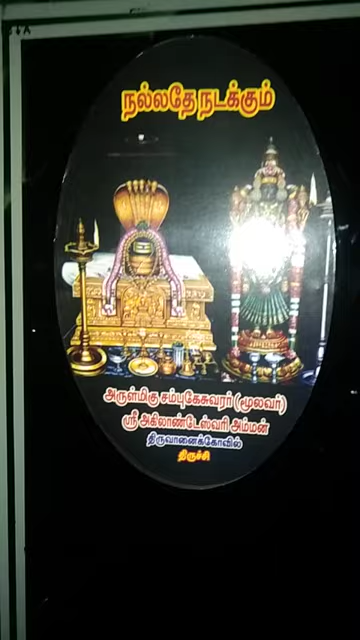 நல்லதே நடக்கும்
அருள்மிகு சம்புகேசுவரர் (மூலவர்)
ஸ்ரீ அகிலாண்டேஸ்வரி அம்மன்
திருவானைக்கோவில்
திருச்சி